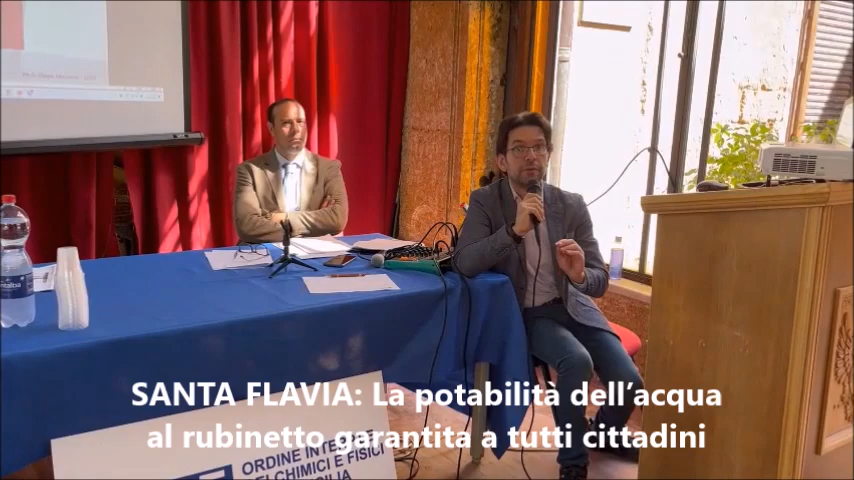 SANTA FLAVIA: La potabilità dell'acqua
al rubinetto garantita a tutti cittadini
ORDINE INTER
CHIMICI E FISICI